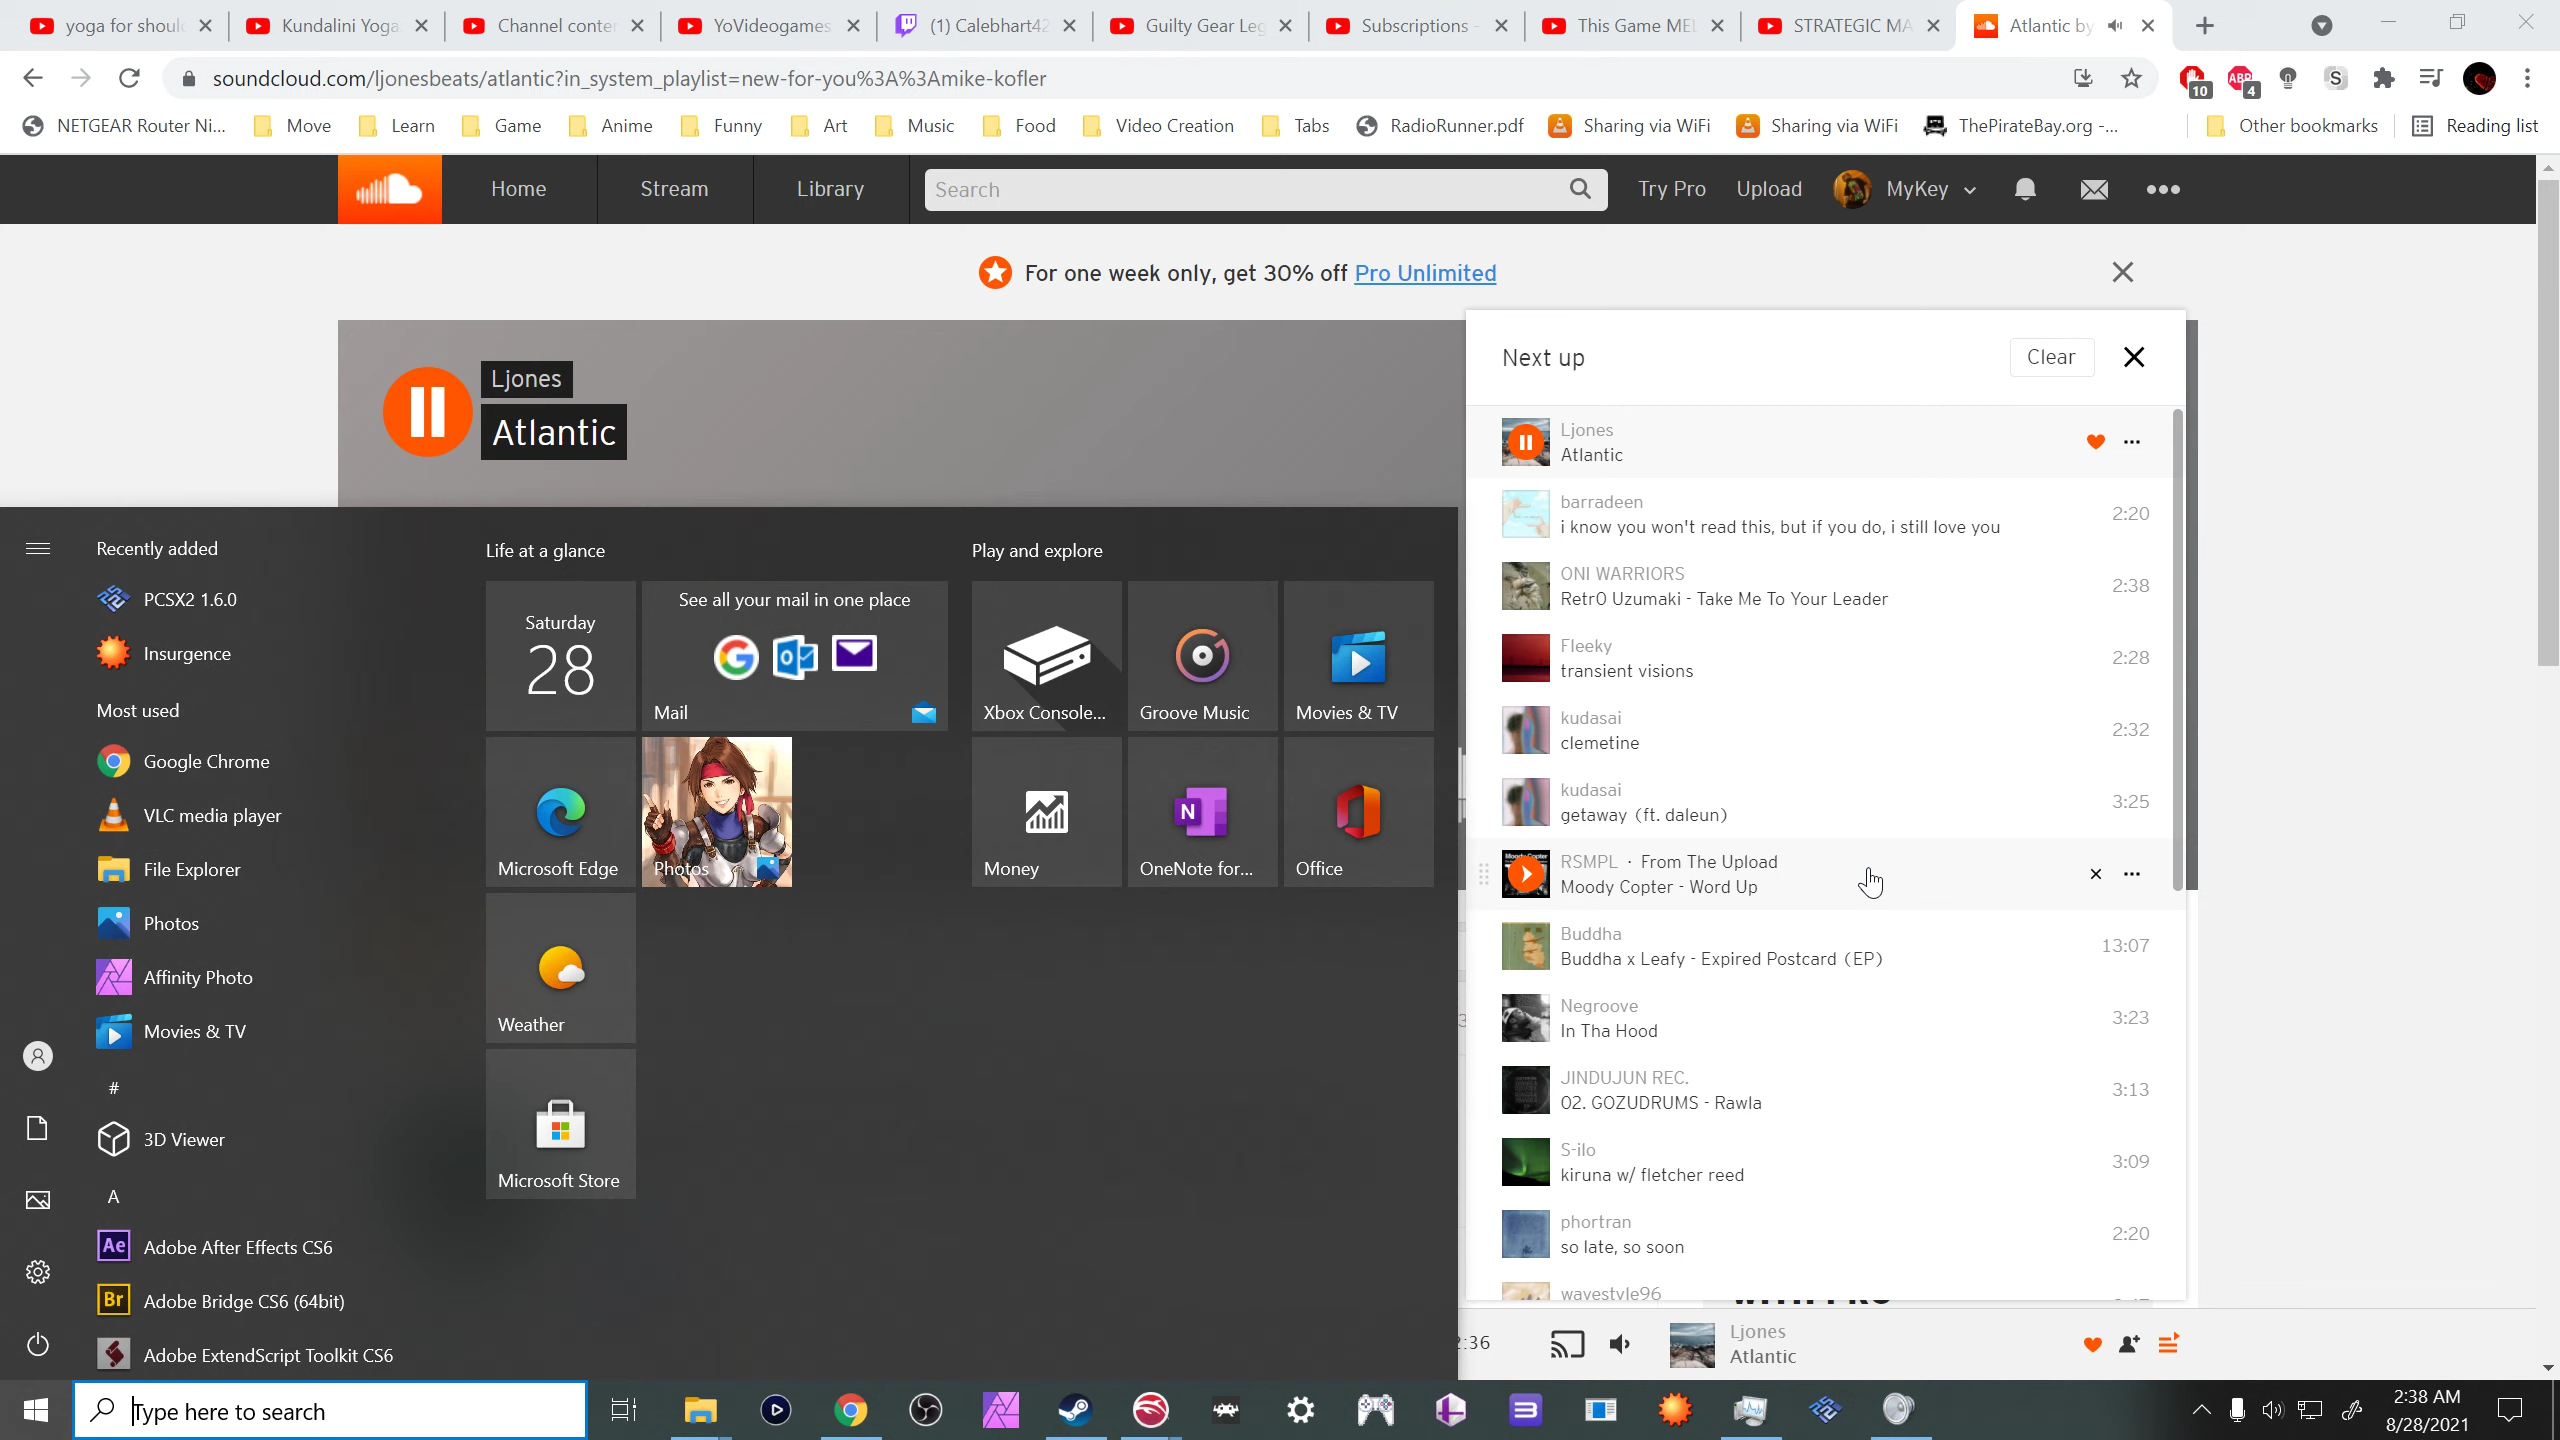 yoga for shoul
Kundalini Yoga
Channel conte
YoVideogames
(1) Calebhart42
Guilty Gear Leg
Subscriptions -
This Game MEL
STRATEGIC MA
Atlantic by
soundcloud.com/ljonesbeats/atlantic?in_system_playlist=new-for-you%3A%3Amike-kofler
10
ABP
4
S
NETGEAR Router Ni...
Move
Learn
Game
Anime
Funny
Art
Music
Food
Video Creation
Tabs
RadioRunner.pdf
Sharing via WiFi
Sharing via WiFi
ThePirateBay.org -...
Other bookmarks
Reading list
Home
Stream
Library
Search
Try Pro
Upload
MyKey
For one week only, get 30% off Pro Unlimited
Ljones
Atlantic
Next up
Clear
Ljones
Atlantic
barradeen
i know you won't read this, but if you do, i still love you
2:20
ONI WARRIORS
Retr0 Uzumaki - Take Me To Your Leader
2:38
Fleeky
transient visions
2:28
kudasai
clemetine
2:32
kudasai
getaway (ft. daleun)
3:25
RSMPL · From The Upload
Moody Copter - Word Up
Buddha
Buddha x Leafy - Expired Postcard (EP)
13:07
Negroove
In Tha Hood
3:23
JINDUJUN REC.
02. GOZUDRUMS - Rawla
3:13
S-ilo
kiruna w/ fletcher reed
3:09
phortran
so late, so soon
2:20
wavestyle96
2:36
Ljones
Atlantic
Recently added
PCSX2 1.6.0
Insurgence
Most used
Google Chrome
VLC media player
File Explorer
Photos
Affinity Photo
Movies & TV
#
3D Viewer
A
Ae
Adobe After Effects CS6
Br
Adobe Bridge CS6 (64bit)
Adobe ExtendScript Toolkit CS6
Life at a glance
Saturday
28
See all your mail in one place
Mail
Microsoft Edge
Photos
Weather
Microsoft Store
Play and explore
Xbox Console...
Groove Music
Movies & TV
Money
OneNote for...
Office
Type here to search
2:38 AM
8/28/2021